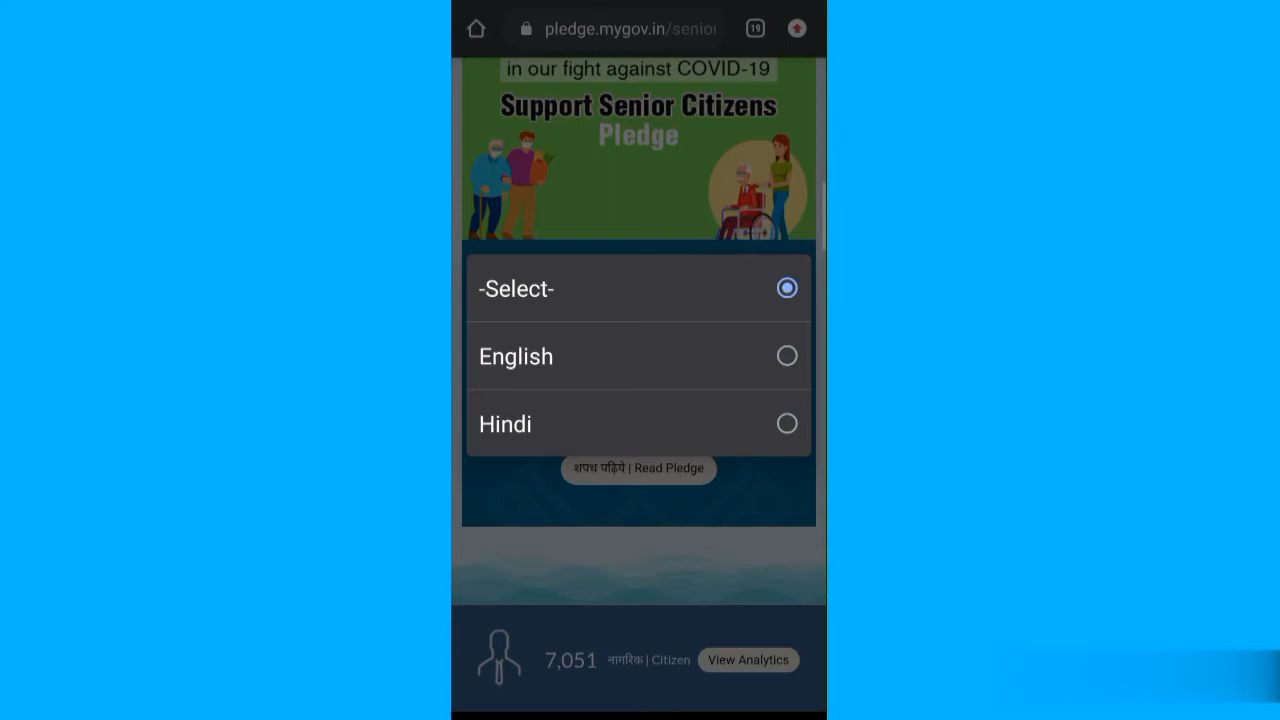 pledge.mygov.in/senior
19
in our fight against COVID-19
Support Senior Citizens
Pledge
-Select-
English
Hindi
शपथ पढ़िये | Read Pledge
7,051 नागरिक | Citizen View Analytics